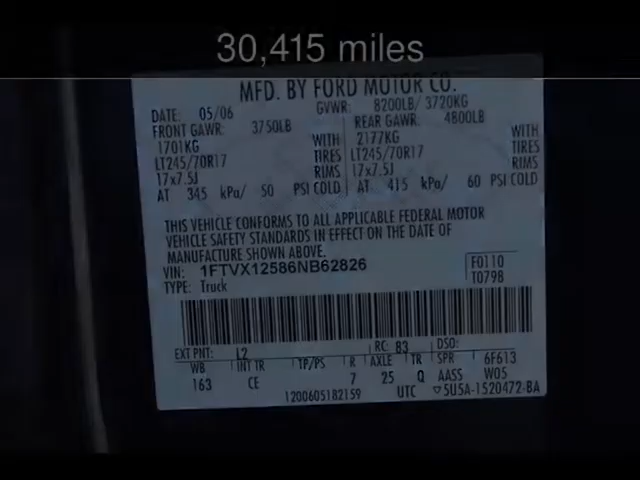 30,415 miles
MFD. BY FORD MOTOR CO.
DATE: 05/06 GVWR: 8200LB/ 3720KG
FRONT GAWR: 3750LB REAR GAWR: 4800LB
1701KG WITH 2177KG WITH
LT245/70R17 TIRES LT245/70R17 TIRES
17x7.5J RIMS 17x7.5J RIMS
AT 345 kPa/ 50 PSI COLD AT 415 kPa/ 60 PSI COLD
THIS VEHICLE CONFORMS TO ALL APPLICABLE FEDERAL MOTOR
VEHICLE SAFETY STANDARDS IN EFFECT ON THE DATE OF
MANUFACTURE SHOWN ABOVE.
VIN: 1FTVX12586NB62826 F0110
TYPE: Truck T0798
EXT PNT: L2 RC: 83 DSO:
WB INT TR TP/PS R AXLE TR SPR 6F613
163 CE 7 25 Q AASS W05
1200605182159 UTC ▽5U5A-1520472-BA